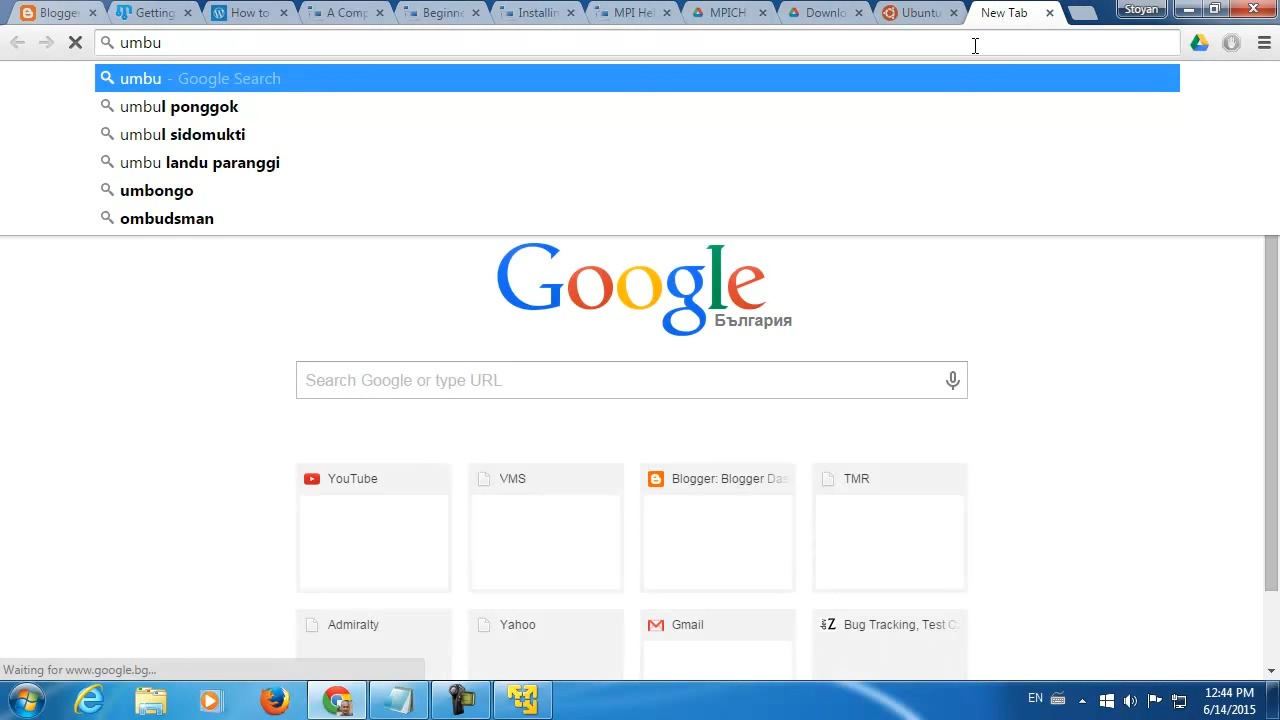 Blogger
Getting
How to
A Comp
Beginne
Installin
MPI Hel
MPICH
Downlo
Ubuntu
New Tab
Stoyan
umbu
umbu - Google Search
umbul ponggok
umbul sidomukti
umbu landu paranggi
umbongo
ombudsman
Google
България
Search Google or type URL
YouTube
VMS
Blogger: Blogger Das
TMR
Admiralty
Yahoo
Gmail
Bug Tracking, Test C
Waiting for www.google.bg...
EN
12:44 PM
6/14/2015